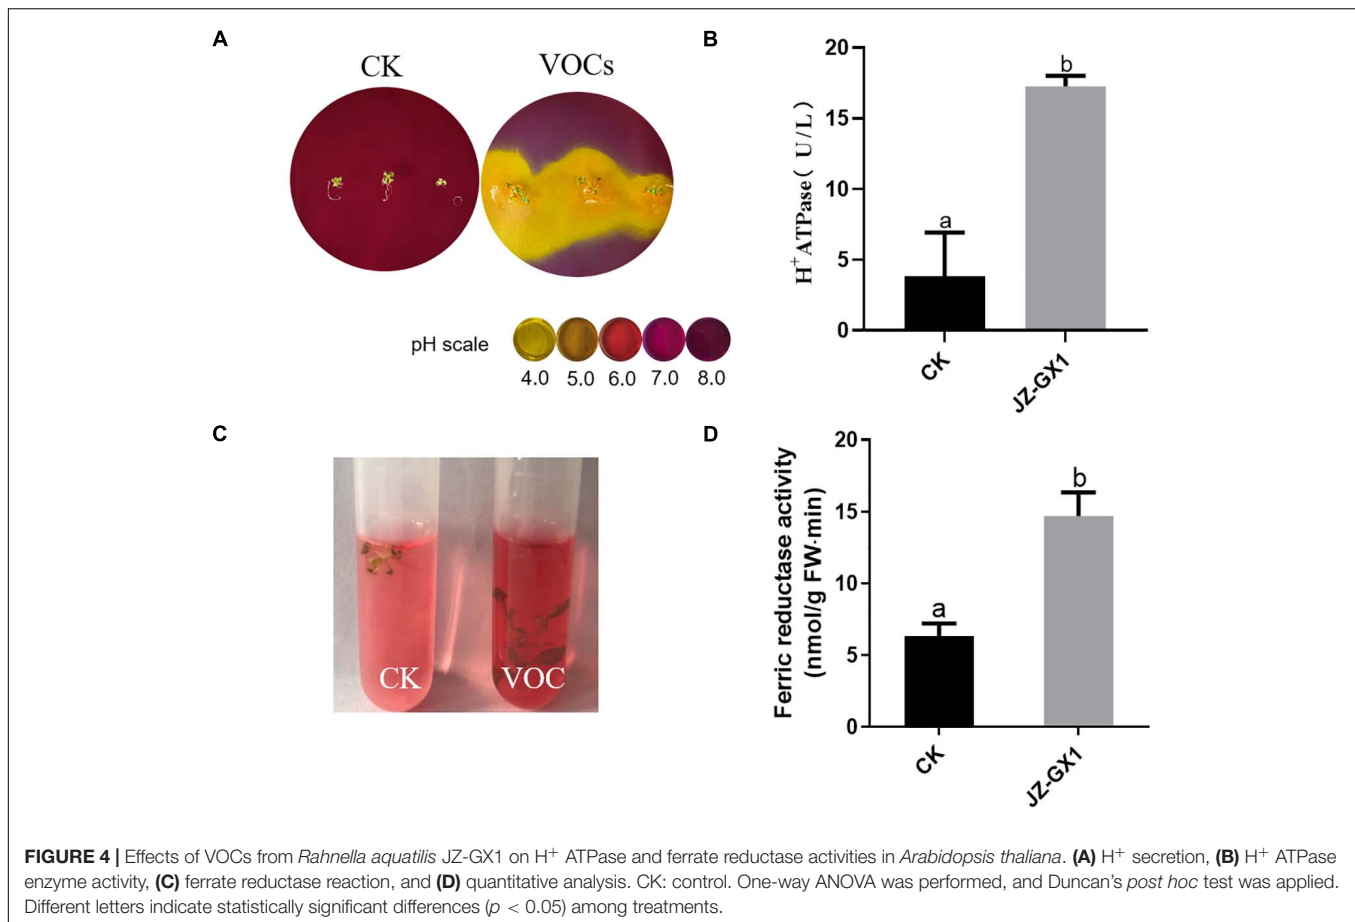 A
CK
VOCs
pH scale
4.0 5.0 6.0 7.0 8.0
B
H⁺ATPase( U/L)
20
15
10
5
0
a
b
CK
JZ-GX1
C
CK
VOC
D
Ferric reductase activity
(nmol/g FW·min)
20
15
10
5
0
a
b
CK
JZ-GX1
FIGURE 4 | Effects of VOCs from Rahnella aquatilis JZ-GX1 on H⁺ ATPase and ferrate reductase activities in Arabidopsis thaliana. (A) H⁺ secretion, (B) H⁺ ATPase
enzyme activity, (C) ferrate reductase reaction, and (D) quantitative analysis. CK: control. One-way ANOVA was performed, and Duncan's post hoc test was applied.
Different letters indicate statistically significant differences (p < 0.05) among treatments.